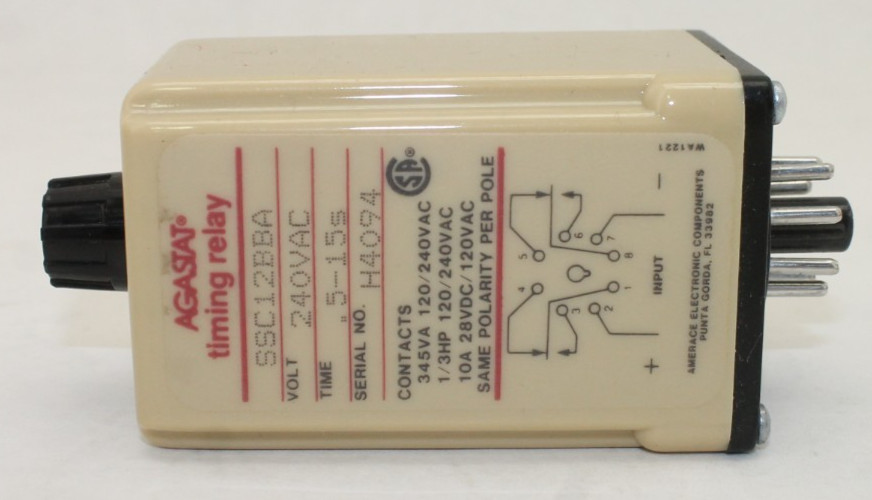 AGASTAT®
timing relay
SSC12BBA
VOLT 240VAC
TIME .5-15s
SERIAL NO. H4094
CONTACTS
345VA 120/240VAC
1/3HP 120/240VAC
10A 28VDC/120VAC
SAME POLARITY PER POLE
SA®
5 6 7 8
4 3 2 1
+ INPUT -
AMERACE ELECTRONIC COMPONENTS
PUNTA GORDA, FL 33982
WA1221